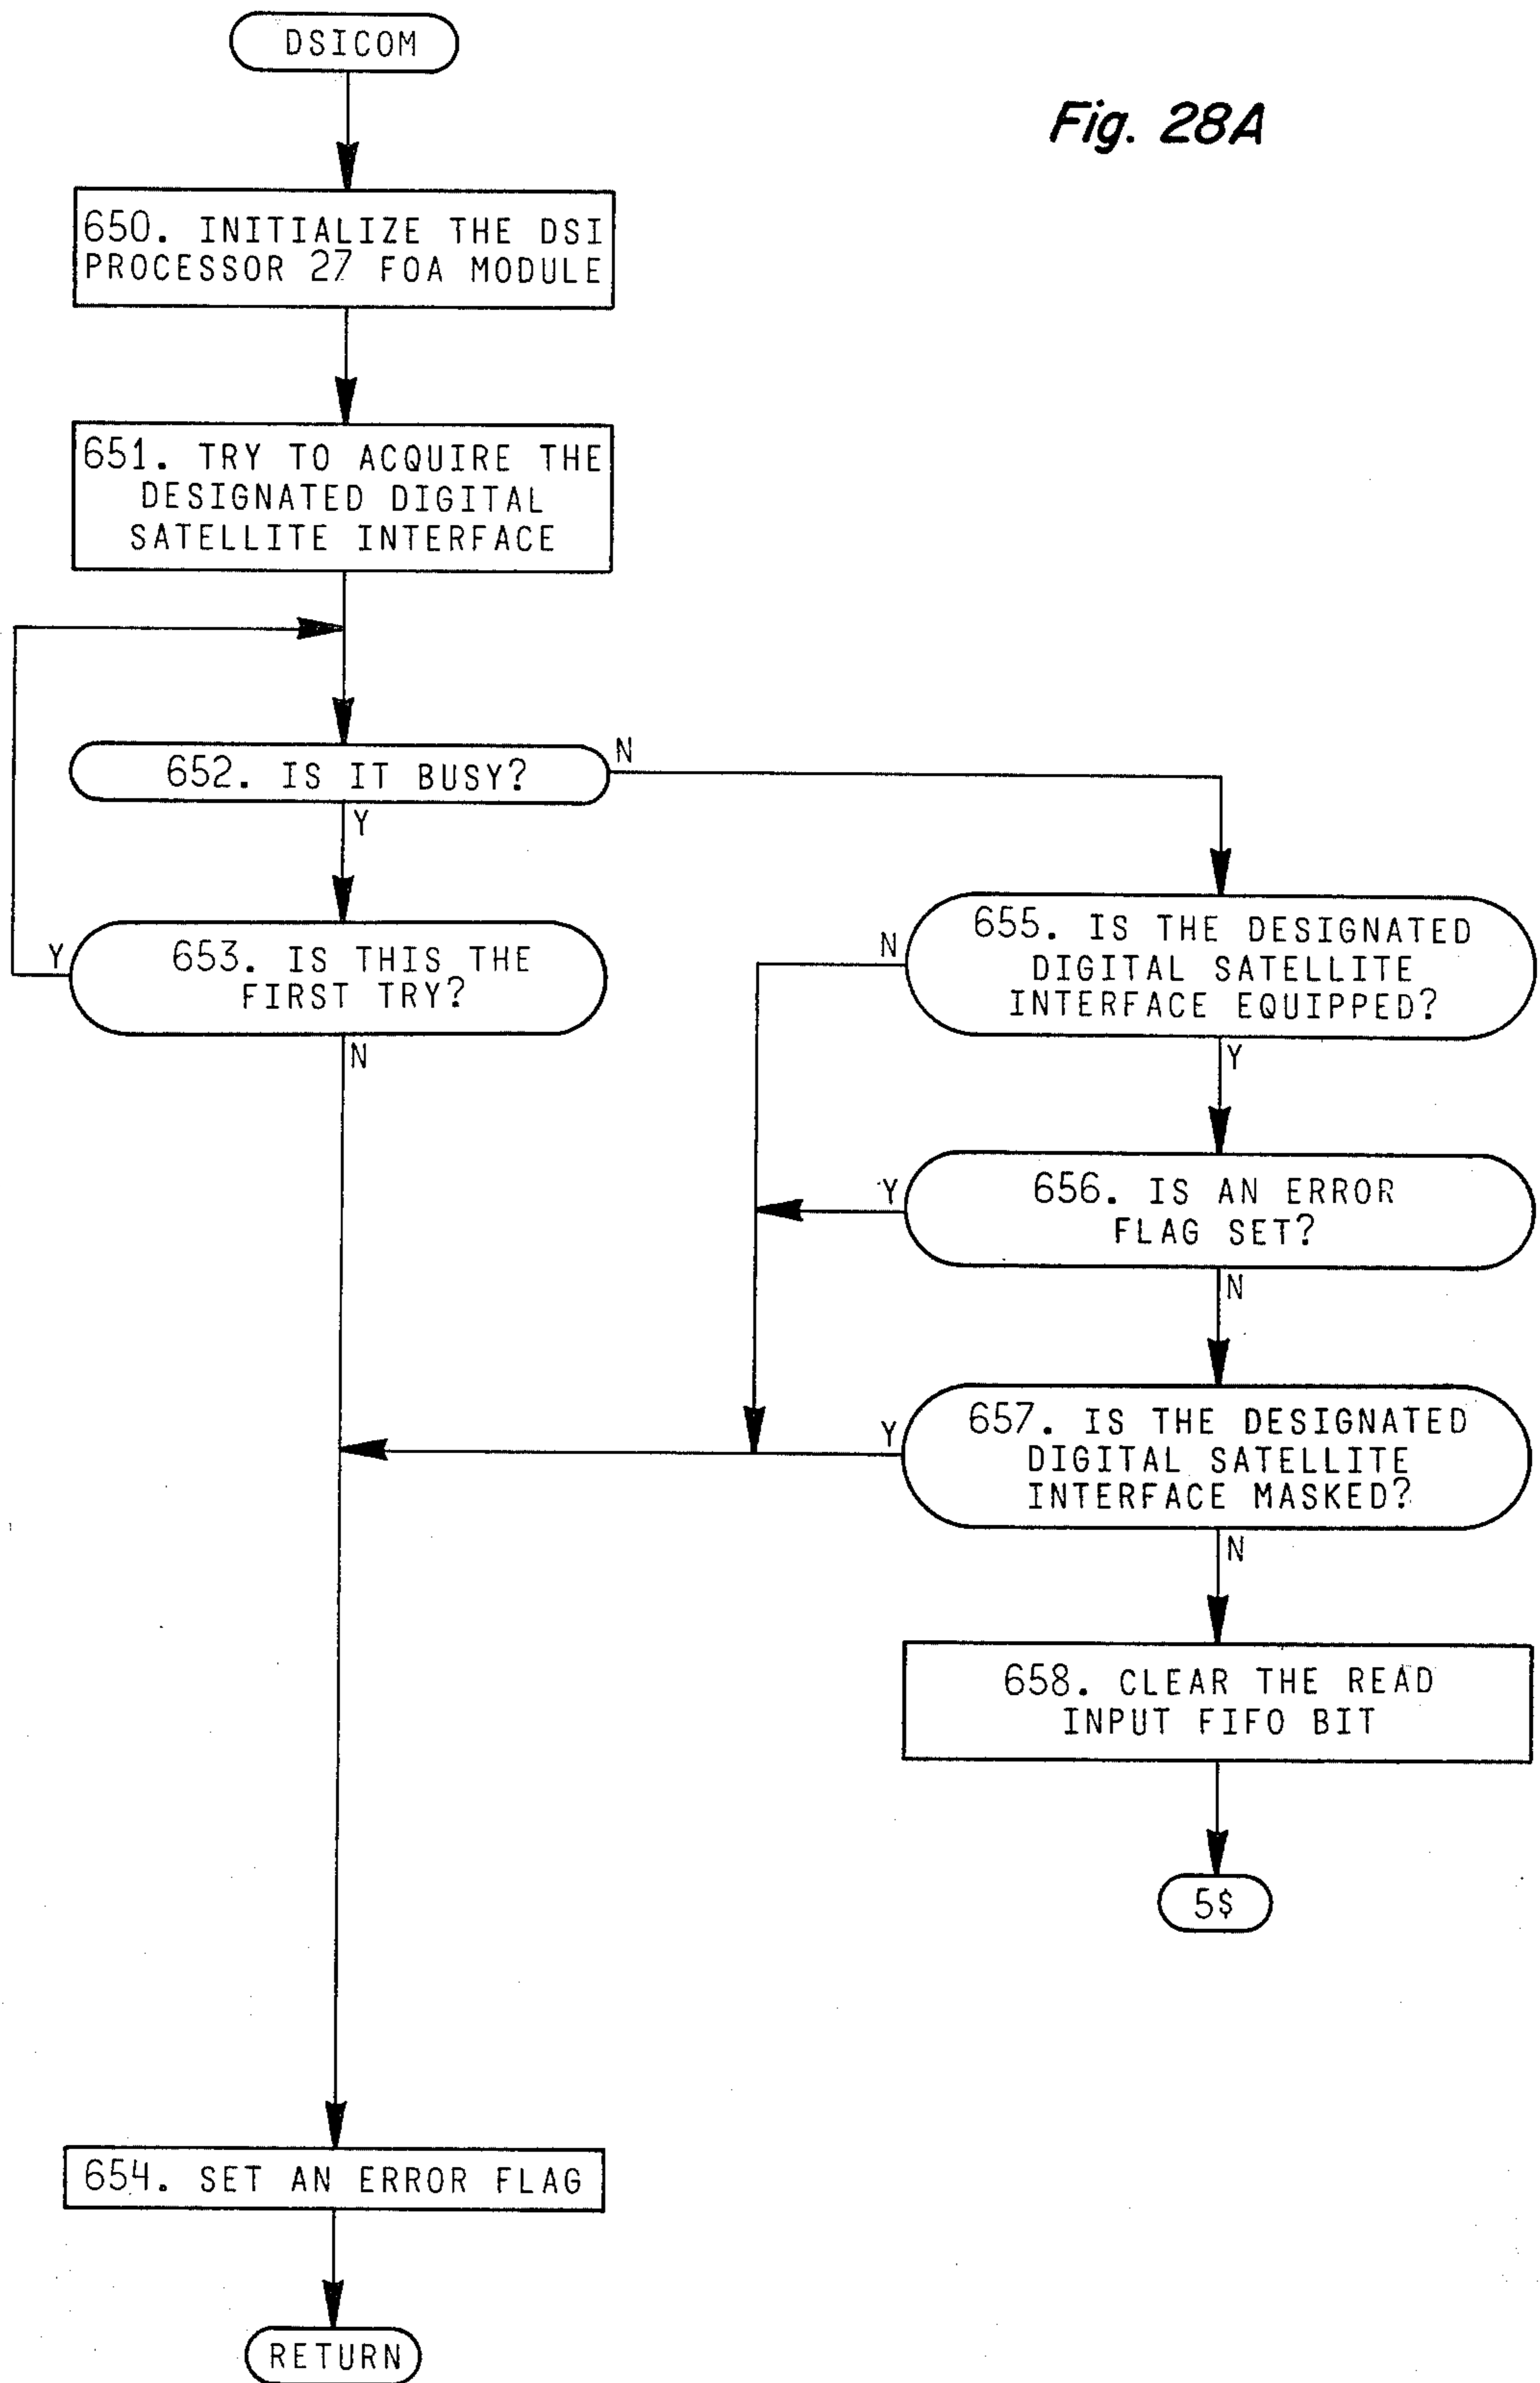 DSICOM
Fig. 28A
650. INITIALIZE THE DSI
PROCESSOR 27 FOA MODULE
651. TRY TO ACQUIRE THE
DESIGNATED DIGITAL
SATELLITE INTERFACE
652. IS IT BUSY?
N
Y
653. IS THIS THE
FIRST TRY?
Y
N
655. IS THE DESIGNATED
DIGITAL SATELLITE
INTERFACE EQUIPPED?
N
Y
656. IS AN ERROR
FLAG SET?
Y
N
657. IS THE DESIGNATED
DIGITAL SATELLITE
INTERFACE MASKED?
Y
N
658. CLEAR THE READ
INPUT FIFO BIT
5$
654. SET AN ERROR FLAG
RETURN